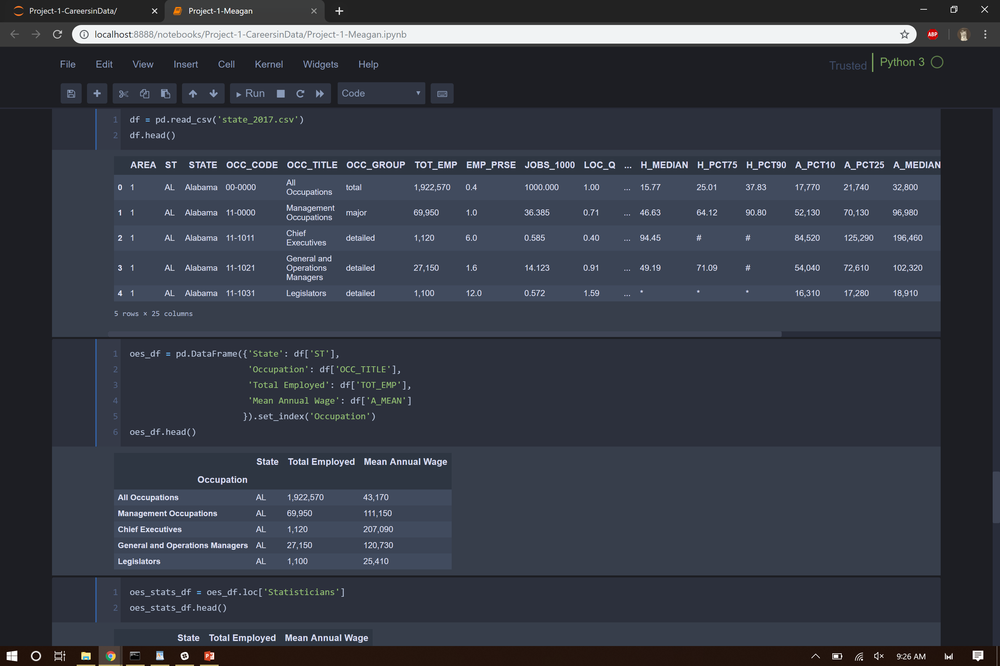 Project-1-CareersinData/
Project-1-Meagan
localhost:8888/notebooks/Project-1-CareersinData/Project-1-Meagan.ipynb
ABP
File Edit View Insert Cell Kernel Widgets Help
Trusted Python 3
Run Code
1 df = pd.read_csv('state_2017.csv')
2 df.head()
AREA ST STATE OCC_CODE OCC_TITLE OCC_GROUP TOT_EMP EMP_PRSE JOBS_1000 LOC_Q ... H_MEDIAN H_PCT75 H_PCT90 A_PCT10 A_PCT25 A_MEDIAN
0 1 AL Alabama 00-0000 All Occupations total 1,922,570 0.4 1000.000 1.00 ... 15.77 25.01 37.83 17,770 21,740 32,800
1 1 AL Alabama 11-0000 Management Occupations major 69,950 1.0 36.385 0.71 ... 46.63 64.12 90.80 52,130 70,130 96,980
2 1 AL Alabama 11-1011 Chief Executives detailed 1,120 6.0 0.585 0.40 ... 94.45 # # 84,520 125,290 196,460
3 1 AL Alabama 11-1021 General and Operations Managers detailed 27,150 1.6 14.123 0.91 ... 49.19 71.09 # 54,040 72,610 102,320
4 1 AL Alabama 11-1031 Legislators detailed 1,100 12.0 0.572 1.59 ... * * * 16,310 17,280 18,910
5 rows × 25 columns
1 oes_df = pd.DataFrame({'State': df['ST'],
2 'Occupation': df['OCC_TITLE'],
3 'Total Employed': df['TOT_EMP'],
4 'Mean Annual Wage': df['A_MEAN']
5 }).set_index('Occupation')
6 oes_df.head()
State Total Employed Mean Annual Wage
Occupation
All Occupations AL 1,922,570 43,170
Management Occupations AL 69,950 111,150
Chief Executives AL 1,120 207,090
General and Operations Managers AL 27,150 120,730
Legislators AL 1,100 25,410
1 oes_stats_df = oes_df.loc['Statisticians']
2 oes_stats_df.head()
State Total Employed Mean Annual Wage
9:26 AM